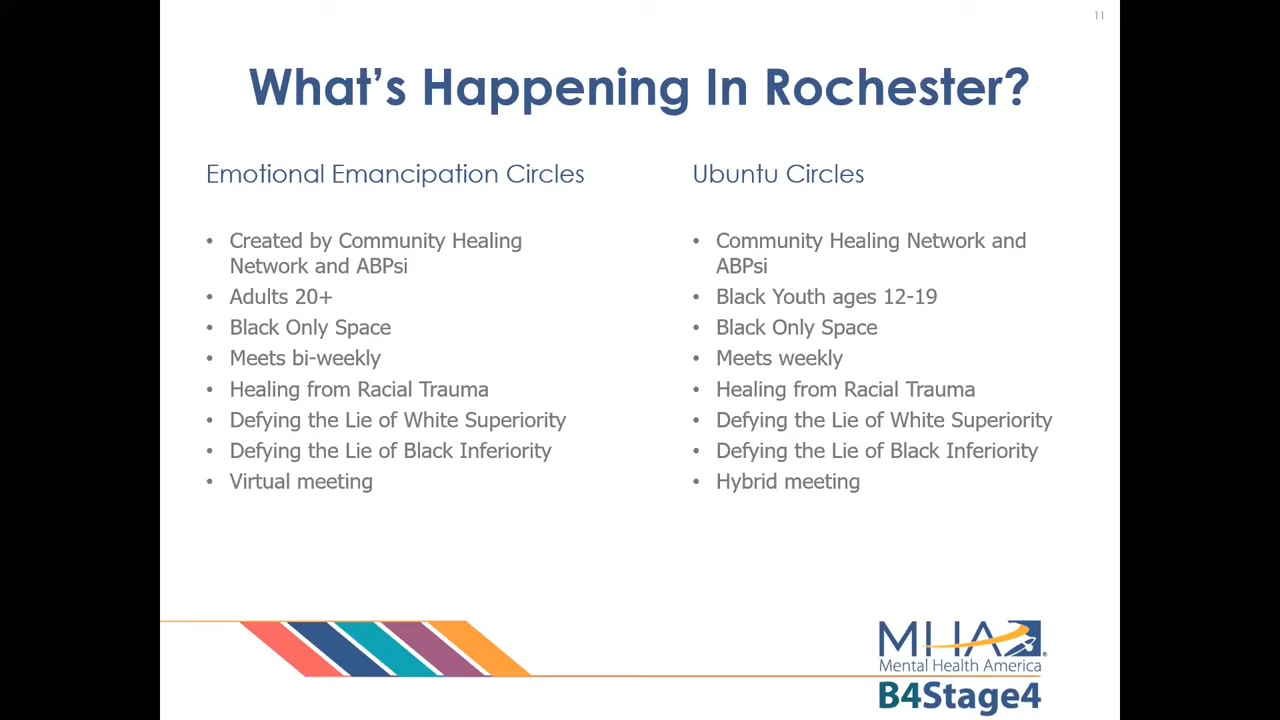 11
What's Happening In Rochester?
Emotional Emancipation Circles
• Created by Community Healing
Network and ABPsi
• Adults 20+
• Black Only Space
• Meets bi-weekly
• Healing from Racial Trauma
• Defying the Lie of White Superiority
• Defying the Lie of Black Inferiority
• Virtual meeting
Ubuntu Circles
• Community Healing Network and
ABPsi
• Black Youth ages 12-19
• Black Only Space
• Meets weekly
• Healing from Racial Trauma
• Defying the Lie of White Superiority
• Defying the Lie of Black Inferiority
• Hybrid meeting
MHA
Mental Health America
B4Stage4